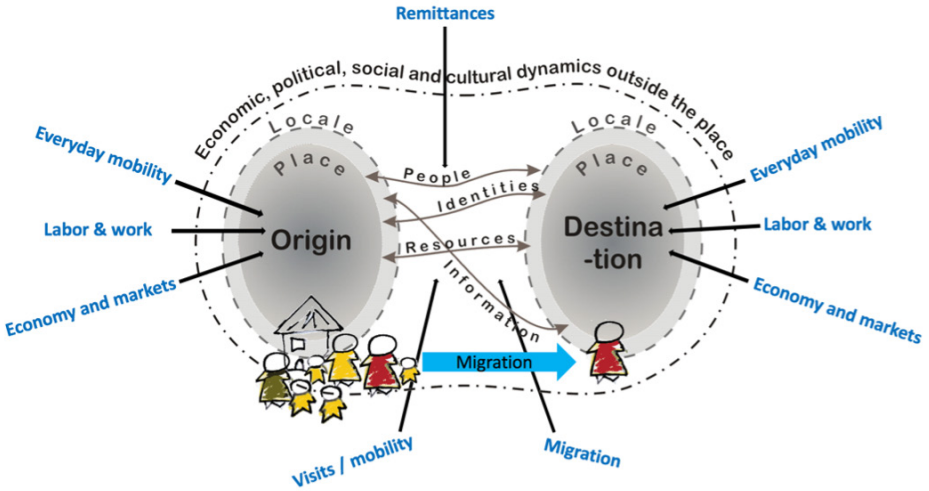 Remittances
Economic, political, social and cultural dynamics outside the place
Locale
Place
Locale
Place
Everyday mobility
Labor & work
Economy and markets
Origin
People
Identities
Resources
Information
Destina
-tion
Everyday mobility
Labor & work
Economy and markets
Migration
Visits / mobility
Migration